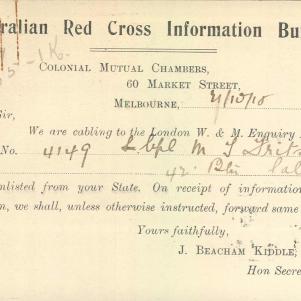 ralian Red Cross Information Bu
COLONIAL MUTUAL CHAMBERS,
60 MARKET STREET,
MELBOURNE,
Sir,
We are cabling to the London W. & M. Enquiry
No. 4149 L Cpl M
42
enlisted from your State. On receipt of information
m, we shall, unless otherwise instructed, forward same
Yours faithfully,
J. BEACHAM KIDDLE,
Hon Secre